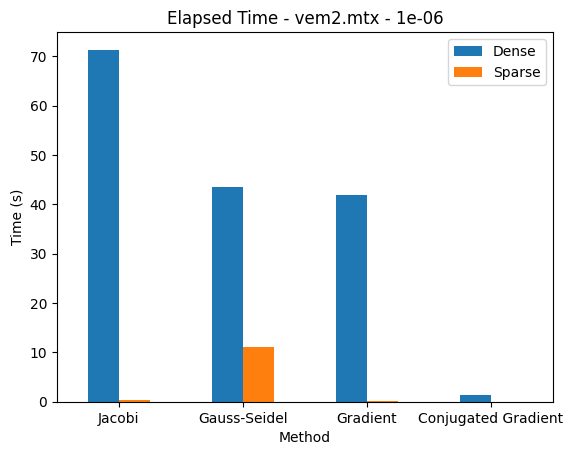 Elapsed Time - vem2.mtx - 1e-06
Dense
Sparse
Time (s)
70
60
50
40
30
20
10
0
Jacobi
Gauss-Seidel
Gradient
Conjugated Gradient
Method